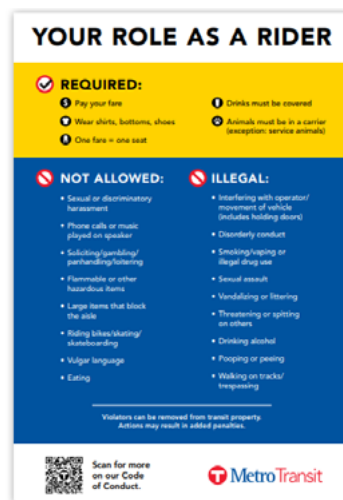 YOUR ROLE AS A RIDER
REQUIRED:
Pay your fare
Wear shirts, bottoms, shoes
One fare = one seat
Drinks must be covered
Animals must be in a carrier
(exception: service animals)
NOT ALLOWED:
• Sexual or discriminatory
harassment
• Phone calls or music
played on speaker
• Soliciting/gambling/
panhandling/loitering
• Flammable or other
hazardous items
• Large items that block
the aisle
• Riding bikes/skating/
skateboarding
• Vulgar language
• Eating
ILLEGAL:
• Interfering with operator/
movement of vehicle
(includes holding doors)
• Disorderly conduct
• Smoking/vaping or
illegal drug use
• Sexual assault
• Vandalizing or littering
• Threatening or spitting
on others
• Drinking alcohol
• Pooping or peeing
• Walking on tracks/
trespassing
Violators can be removed from transit property.
Actions may result in added penalties.
Scan for more
on our Code
of Conduct.
T MetroTransit